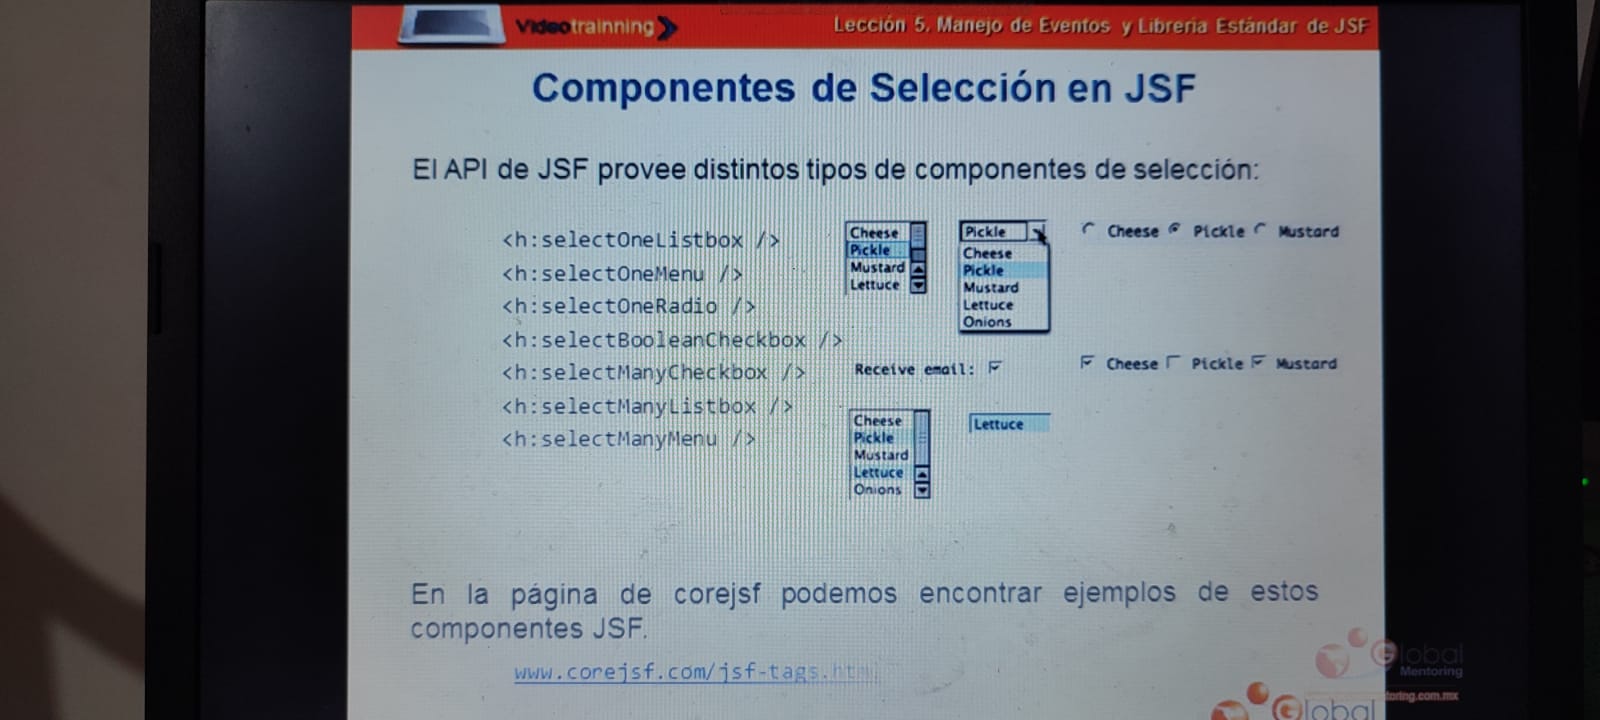 Videotrainning
Lección 5. Manejo de Eventos y Libreria Estándar de JSF
Componentes de Selección en JSF
El API de JSF provee distintos tipos de componentes de selección:
<h:selectOneListbox />
<h:selectOneMenu />
<h:selectOneRadio />
<h:selectBooleanCheckbox />
<h:selectManyCheckbox />
<h:selectManyListbox />
<h:selectManyMenu />
Cheese
Pickle
Mustard
Lettuce
Pickle
Cheese
Pickle
Mustard
Lettuce
Onions
Cheese Pickle Mustard
Receive email:
Cheese Pickle Mustard
Cheese
Pickle
Mustard
Lettuce
Onions
Lettuce
En la página de corejsf podemos encontrar ejemplos de estos
componentes JSF.
www.corejsf.com/jsf-tags.html
Global
Mentoring
toring.com.mx
Global